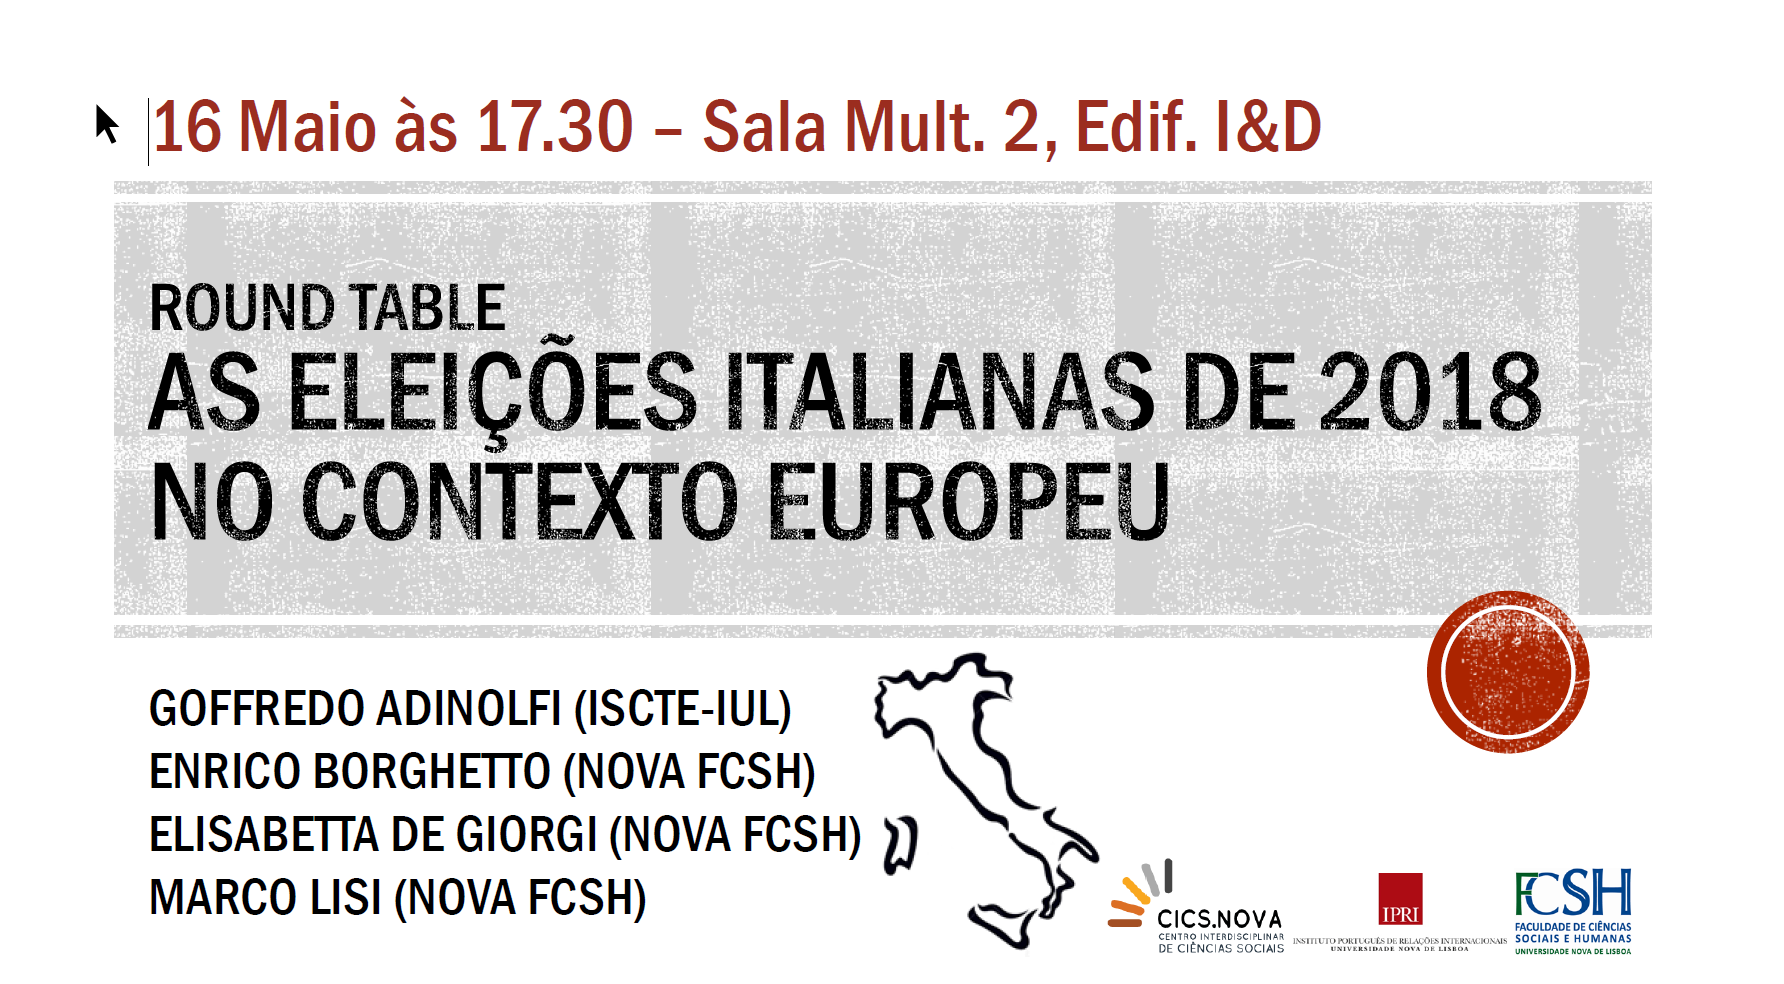 16 Maio às 17.30 – Sala Mult. 2, Edif. I&D
ROUND TABLE
AS ELEIÇÕES ITALIANAS DE 2018
NO CONTEXTO EUROPEU
GOFFREDO ADINOLFI (ISCTE-IUL)
ENRICO BORGHETTO (NOVA FCSH)
ELISABETTA DE GIORGI (NOVA FCSH)
MARCO LISI (NOVA FCSH)
CICS.NOVA
CENTRO INTERDISCIPLINAR
DE CIÊNCIAS SOCIAIS
IPRI
INSTITUTO PORTUGUÊS DE RELAÇÕES INTERNACIONAIS
UNIVERSIDADE NOVA DE LISBOA
FCSH
FACULDADE DE CIÊNCIAS
SOCIAIS E HUMANAS
UNIVERSIDADE NOVA DE LISBOA